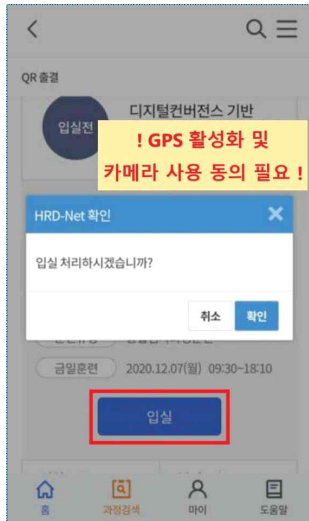 QR 출결
입실전
디지털컨버전스 기반
! GPS 활성화 및
카메라 사용 동의 필요 !
HRD-Net 확인
입실 처리하시겠습니까?
취소 확인
금일훈련 2020.12.07(월) 09:30~18:10
입실
홈 과정검색 마이 도움말